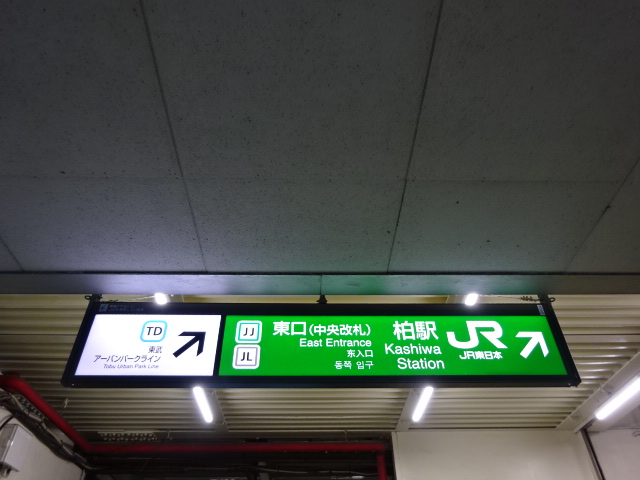 TD
東武
アーバンパークライン
Tobu Urban Park Line
JJ
JL
東口(中央改札)
East Entrance
东入口
동쪽 입구
柏駅
Kashiwa
Station
JR
JR東日本